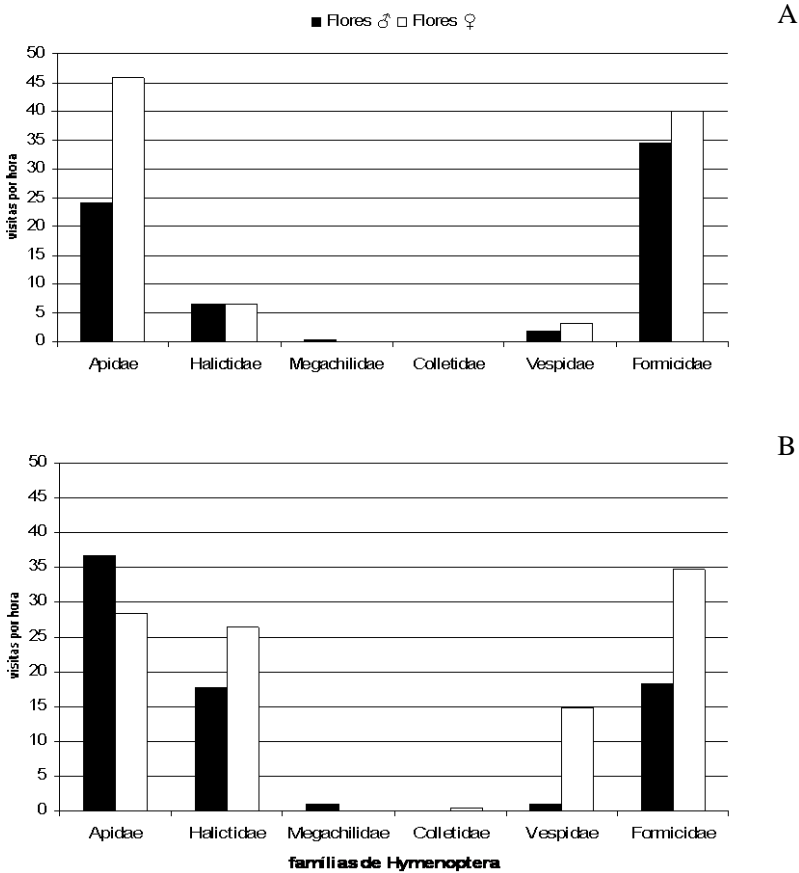 A
■ Flores ♂ □ Flores ♀
50
45
40
35
30
25
20
15
10
5
0
visitas por hora
Apidae Halictidae Megachilidae Colletidae Vespidae Formicidae
B
50
45
40
35
30
25
20
15
10
5
0
visitas por hora
Apidae Halictidae Megachilidae Colletidae Vespidae Formicidae
famílias de Hymenoptera